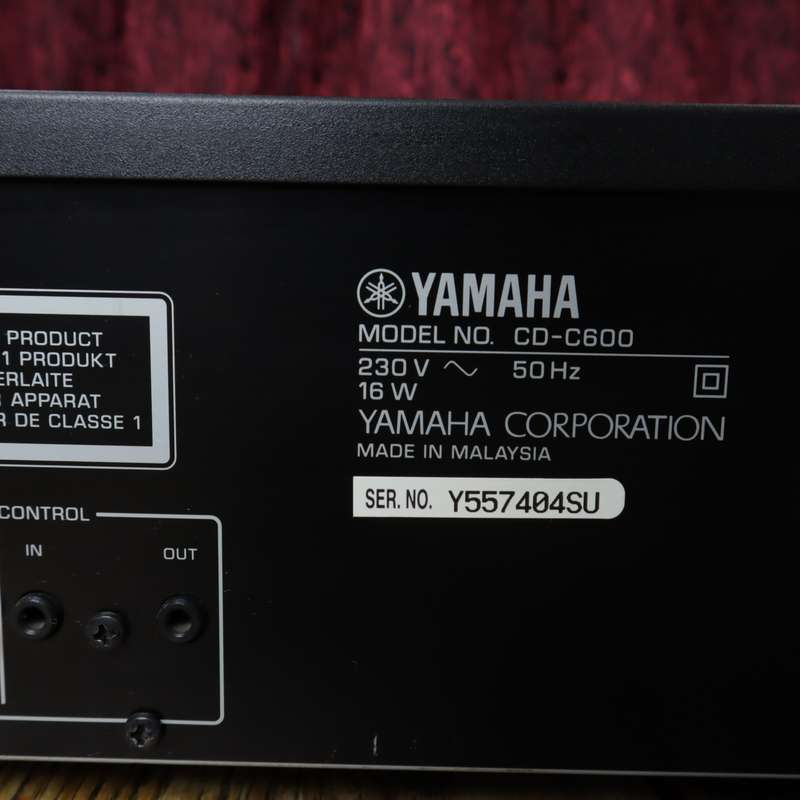 YAMAHA
MODEL NO. CD-C600
230 V ~ 50 Hz
16 W
YAMAHA CORPORATION
MADE IN MALAYSIA
SER. NO. Y557404SU
PRODUCT
1 PRODUKT
APPARAT
DE CLASSE 1
CONTROL
IN
OUT